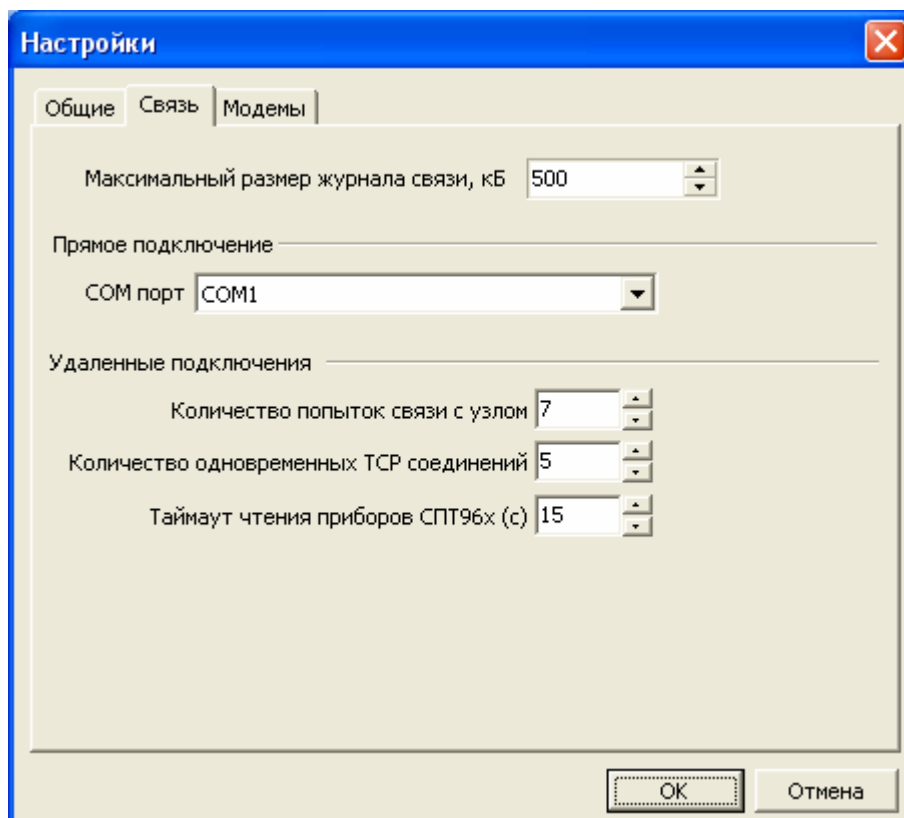 Настройки
Общие Связь Модемы
Максимальный размер журнала связи, кБ 500
Прямое подключение
COM порт COM1
Удаленные подключения
Количество попыток связи с узлом 7
Количество одновременных TCP соединений 5
Таймаут чтения приборов СПТ96х (с) 15
OK Отмена